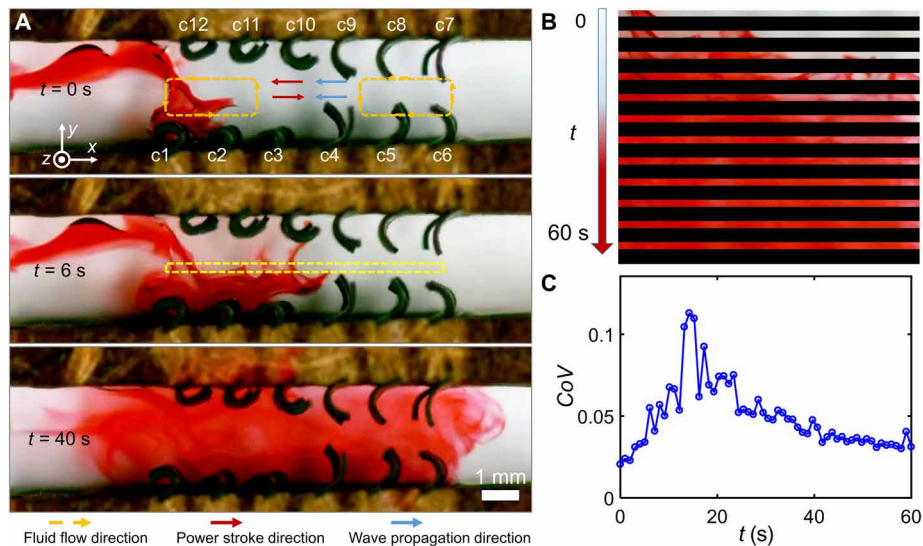 A
c12 c11 c10 c9 c8 c7
t = 0 s
y
z x
c1 c2 c3 c4 c5 c6
t = 6 s
t = 40 s
1 mm
Fluid flow direction
Power stroke direction
Wave propagation direction
B
0
t
60 s
C
CoV
0.1
0.05
0
0 20 40 60
t (s)